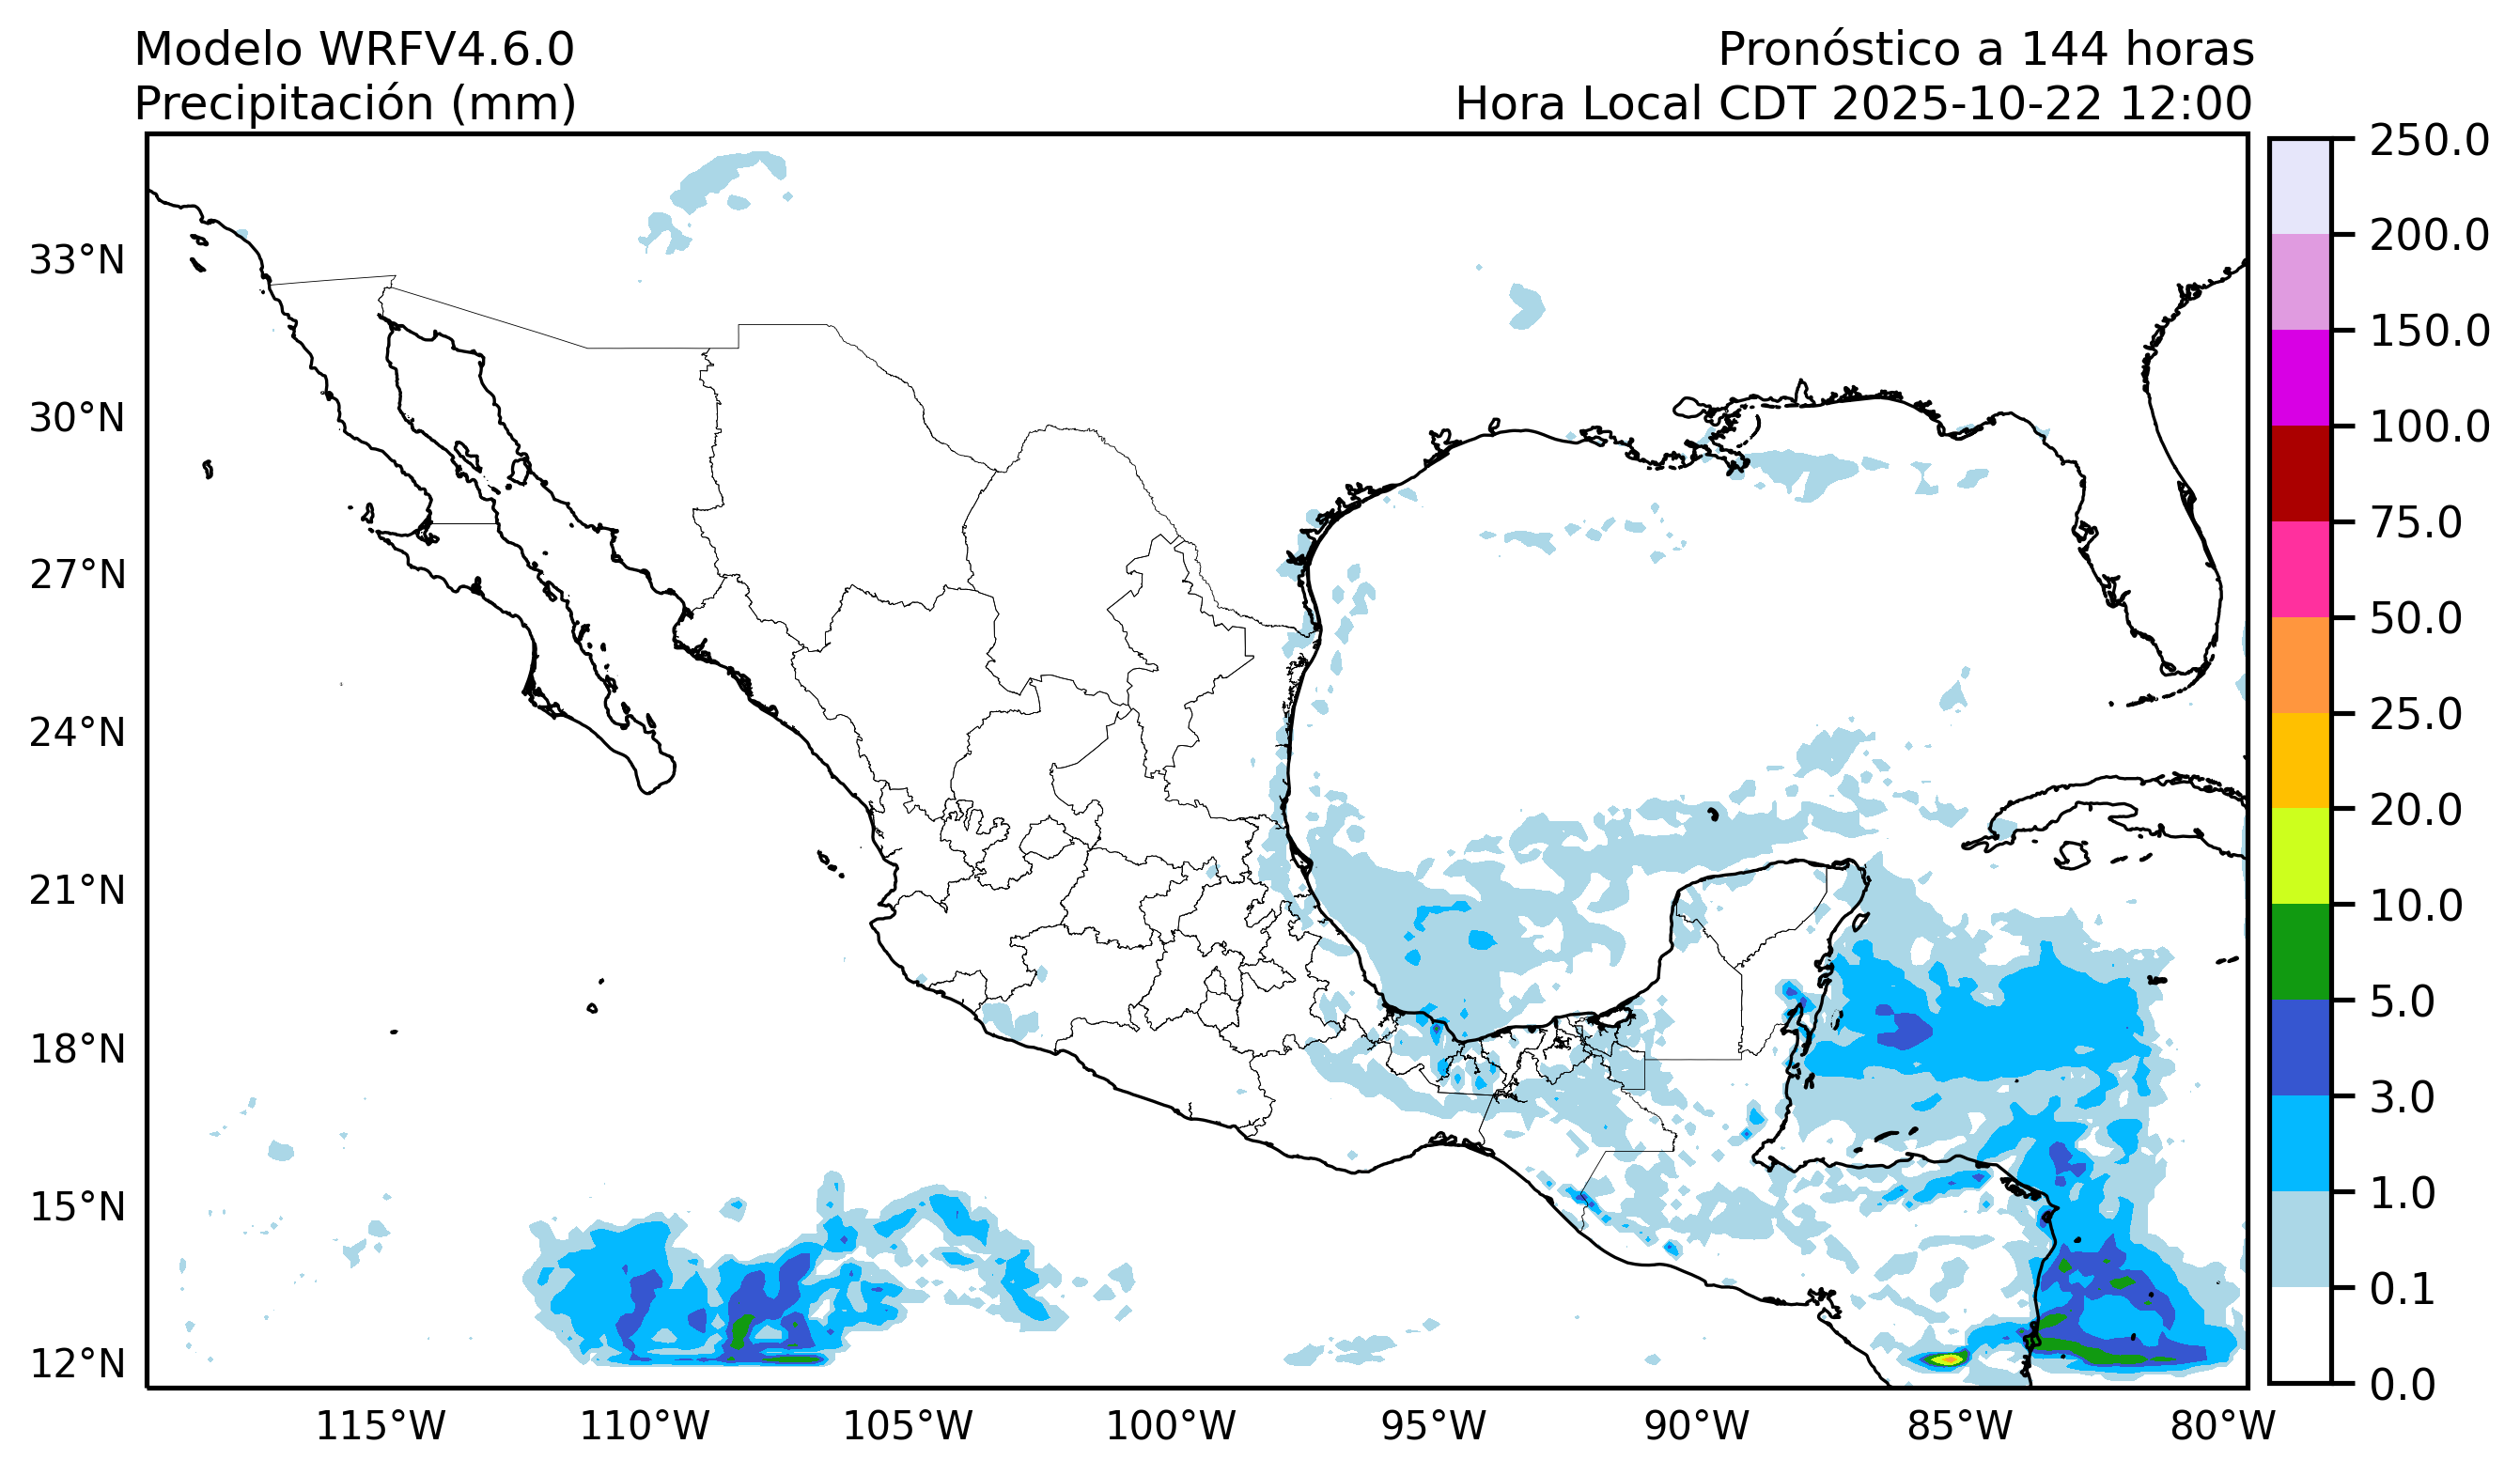 Modelo WRFV4.6.0
Precipitación (mm)
Pronóstico a 144 horas
Hora Local CDT 2025-10-22 12:00
33°N
30°N
27°N
24°N
21°N
18°N
15°N
12°N
115°W
110°W
105°W
100°W
95°W
90°W
85°W
80°W
250.0
200.0
150.0
100.0
75.0
50.0
25.0
20.0
10.0
5.0
3.0
1.0
0.1
0.0